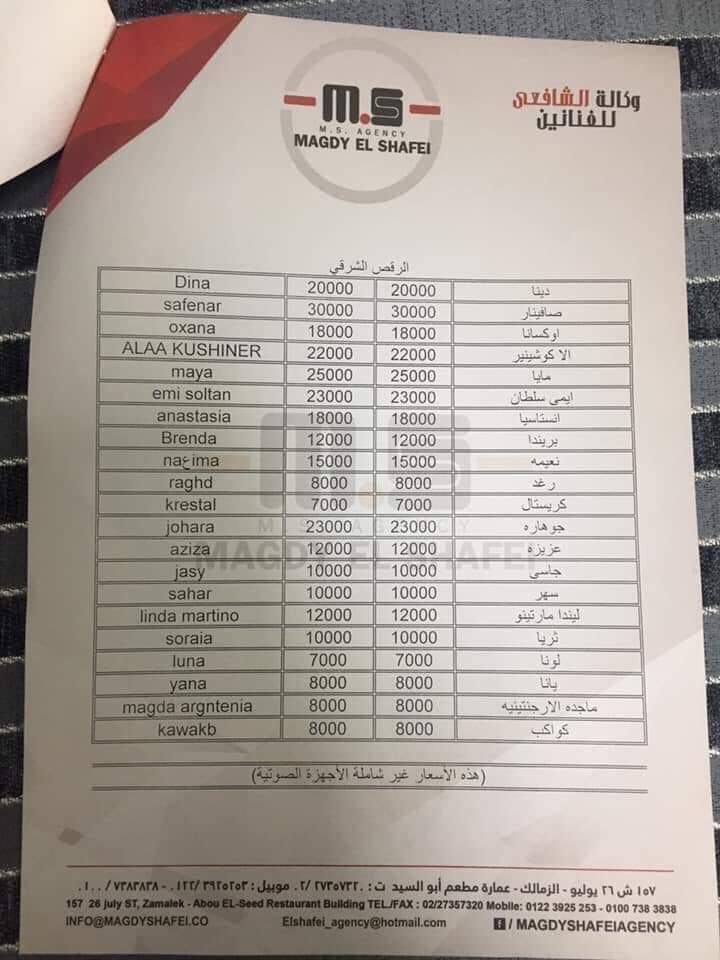 M.S
M.S. AGENCY
MAGDY EL SHAFEI
وكالة الشافعى
للفنانين
الرقص الشرقي
Dina 20000 20000 دينا
safenar 30000 30000 صافينار
oxana 18000 18000 اوكسانا
ALAA KUSHINER 22000 22000 الا كوشينير
maya 25000 25000 مايا
emi soltan 23000 23000 ايمى سلطان
anastasia 18000 18000 انستاسيا
Brenda 12000 12000 بريندا
naعima 15000 15000 نعيمه
raghd 8000 8000 رغد
krestal 7000 7000 كريستال
johara 23000 23000 جوهاره
aziza 12000 12000 عزيزه
jasy 10000 10000 جاسى
sahar 10000 10000 سهر
linda martino 12000 12000 ليندا مارتينو
soraia 10000 10000 ثريا
luna 7000 7000 لونا
yana 8000 8000 يانا
magda argntenia 8000 8000 ماجده الارجنتينيه
kawakb 8000 8000 كواكب
M.S
M.S. AGENCY
MAGDY EL SHAFEI
(هذه الأسعار غير شاملة الأجهزة الصوتية)
١٥٧ ش ٢٦ يوليو - الزمالك - عمارة مطعم أبو السيد ت : ٠٢/٢٧٣٥٧٣٢٠ موبيل : ٠١٢٢/٣٩٢٥٢٥٣ - ٠١٠٠/٧٣٨٣٨٣٨
157 26 july ST, Zamalek - Abou EL-Seed Restaurant Building TEL./FAX : 02/27357320 Mobile: 0122 3925 253 - 0100 738 3838
INFO@MAGDYSHAFEI.CO Elshafei_agency@hotmail.com f / MAGDYSHAFEIAGENCY